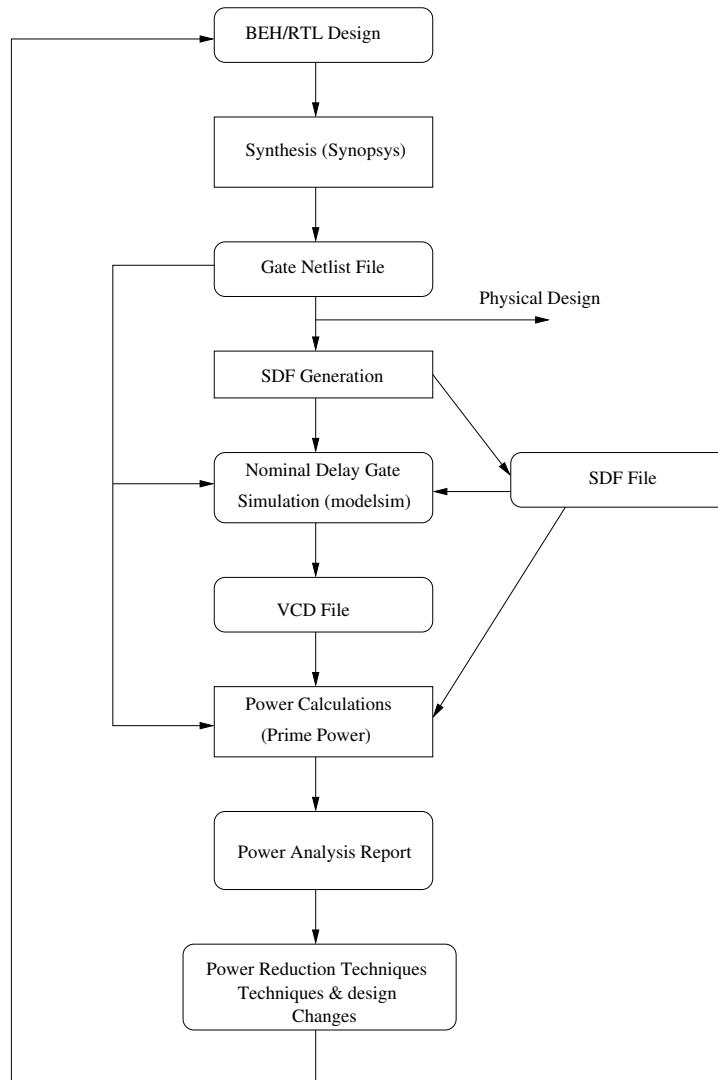 BEH/RTL Design
Synthesis (Synopsys)
Gate Netlist File
Physical Design
SDF Generation
Nominal Delay Gate
Simulation (modelsim)
SDF File
VCD File
Power Calculations
(Prime Power)
Power Analysis Report
Power Reduction Techniques
Techniques & design
Changes